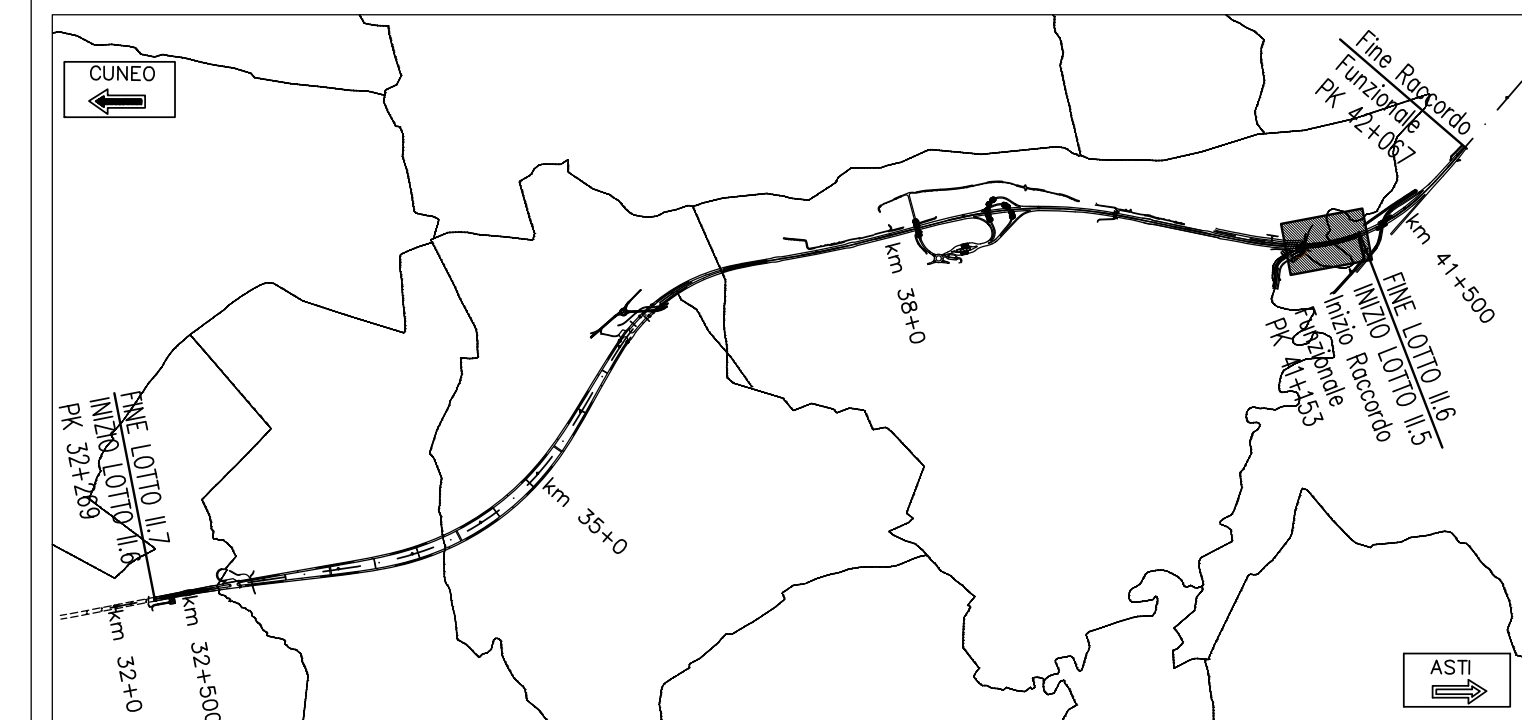 CUNEO
Fine Raccordo
Funzionale
PK 42+067
km 41+500
FINE LOTTO II.6
INIZIO LOTTO II.5
Inizio Raccordo
Funzionale
PK 41+153
km 38+0
km 35+0
FINE LOTTO II.7
INIZIO LOTTO II.6
PK 32+269
km 32+0
km 32+500
ASTI